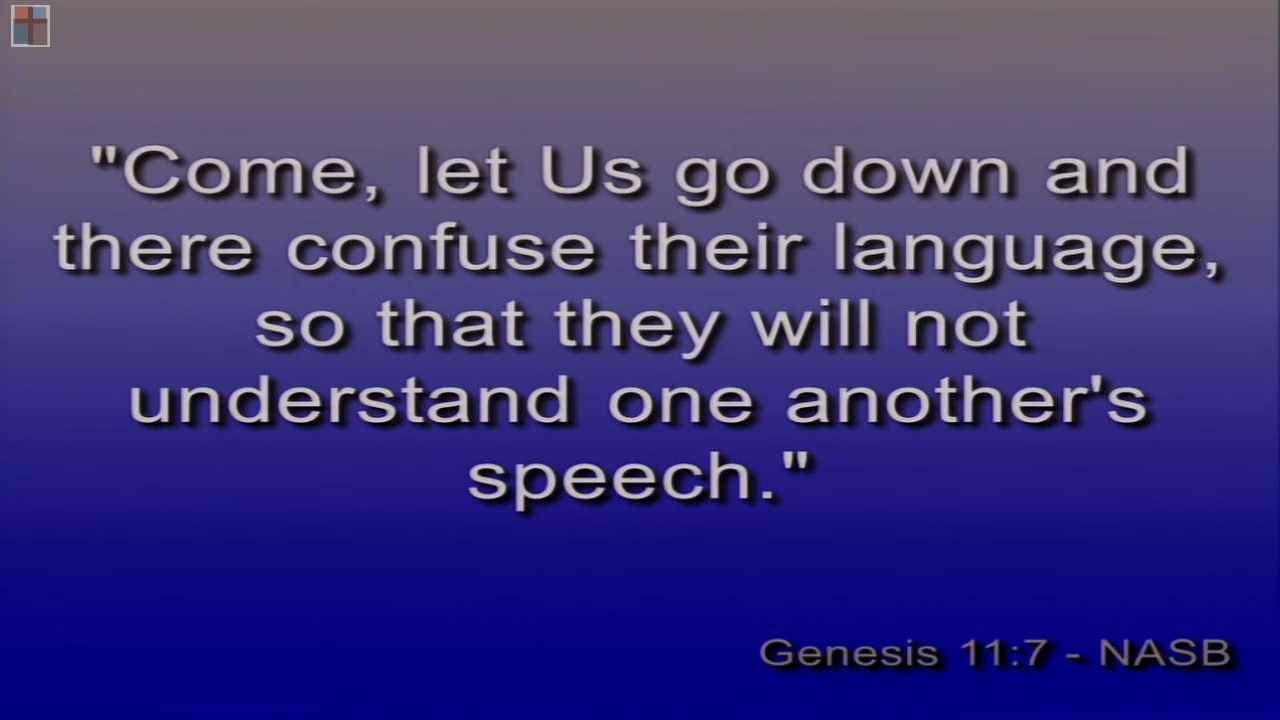 "Come, let Us go down and
there confuse their language,
so that they will not
understand one another's
speech."
Genesis 11:7 - NASB